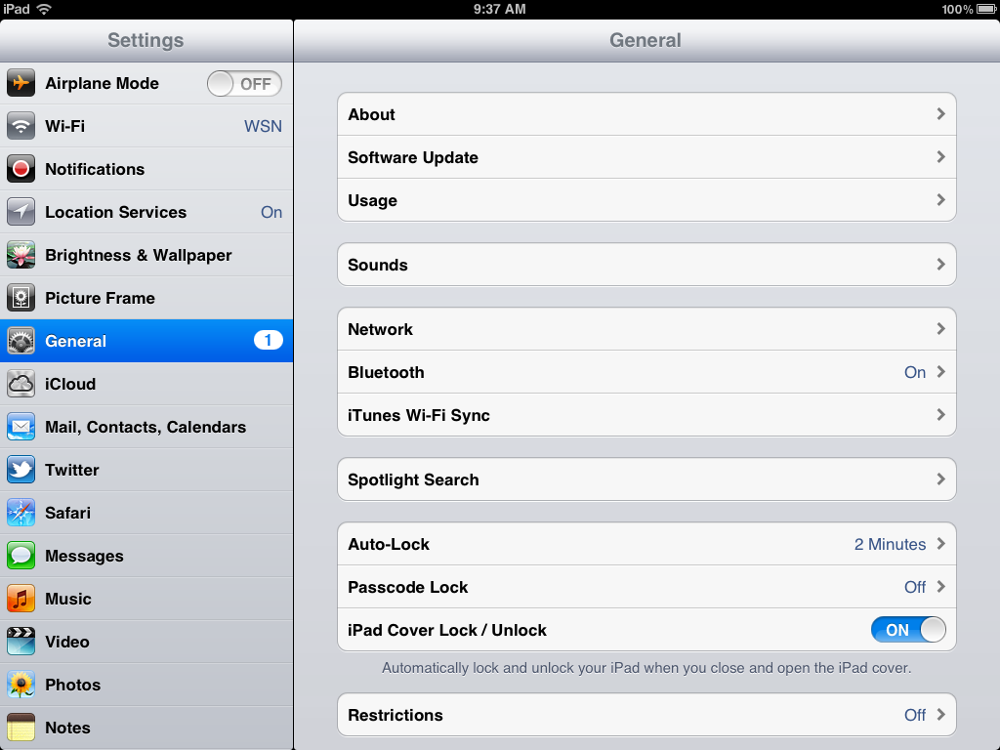 iPad 9:37 AM 100%
Settings
Airplane Mode OFF
Wi-Fi WSN
Notifications
Location Services On
Brightness & Wallpaper
Picture Frame
General 1
iCloud
Mail, Contacts, Calendars
Twitter
Safari
Messages
Music
Video
Photos
Notes
General
About
Software Update
Usage
Sounds
Network
Bluetooth On
iTunes Wi-Fi Sync
Spotlight Search
Auto-Lock 2 Minutes
Passcode Lock Off
iPad Cover Lock / Unlock ON
Automatically lock and unlock your iPad when you close and open the iPad cover.
Restrictions Off